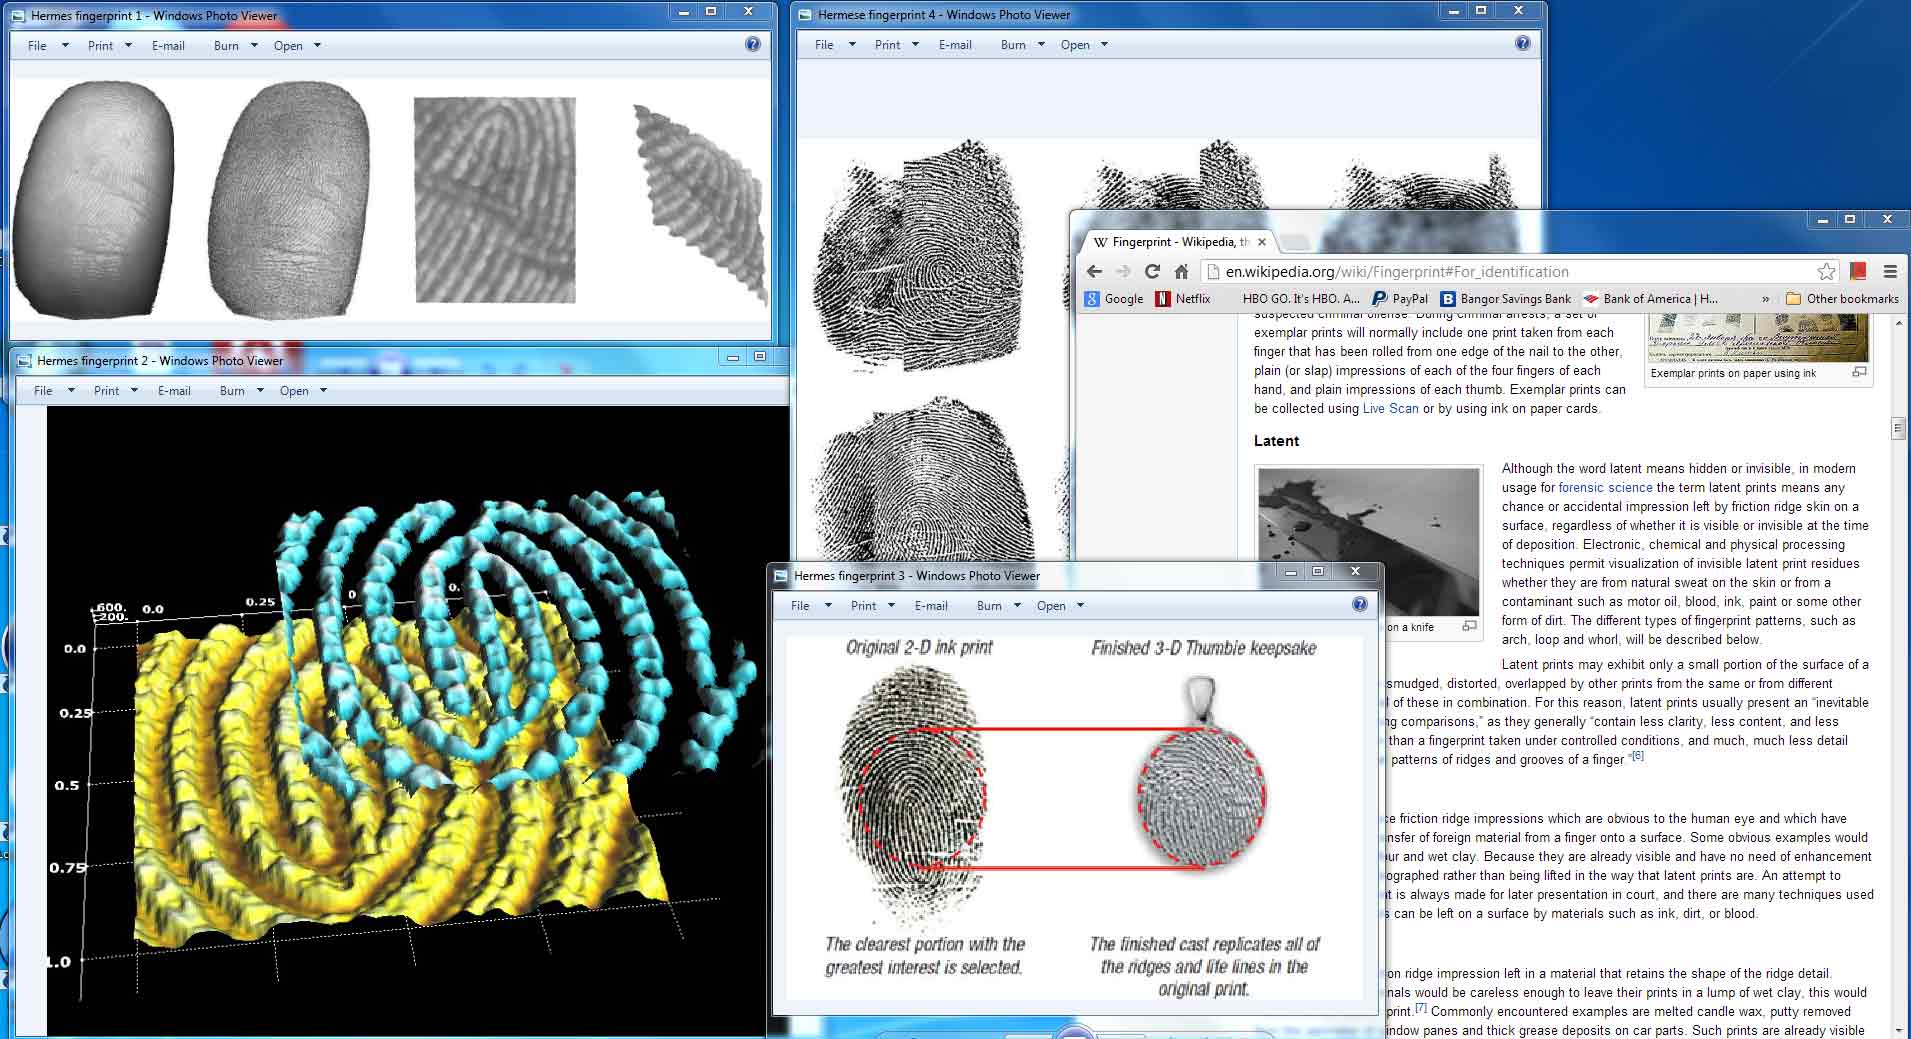 Hermes fingerprint 1 - Windows Photo Viewer
File Print E-mail Burn Open
Hermese fingerprint 4 - Windows Photo Viewer
File Print E-mail Burn Open
Hermes fingerprint 2 - Windows Photo Viewer
File Print E-mail Burn Open
600. 0.0 0.25 0
200.
0.0
0.25
0.5
0.75
1.0
Fingerprint - Wikipedia, th
en.wikipedia.org/wiki/Fingerprint#For_identification
Google Netflix HBO GO. It's HBO. A... PayPal Bangor Savings Bank Bank of America | H... » Other bookmarks
suspected criminal offense. During criminal arrests, a set of
exemplar prints will normally include one print taken from each
finger that has been rolled from one edge of the nail to the other,
plain (or slap) impressions of each of the four fingers of each
hand, and plain impressions of each thumb. Exemplar prints can
be collected using Live Scan or by using ink on paper cards.
Exemplar prints on paper using ink
Latent
Although the word latent means hidden or invisible, in modern
usage for forensic science the term latent prints means any
chance or accidental impression left by friction ridge skin on a
surface, regardless of whether it is visible or invisible at the time
of deposition. Electronic, chemical and physical processing
techniques permit visualization of invisible latent print residues
whether they are from natural sweat on the skin or from a
contaminant such as motor oil, blood, ink, paint or some other
form of dirt. The different types of fingerprint patterns, such as
arch, loop and whorl, will be described below.
on a knife
Latent prints may exhibit only a small portion of the surface of a
smudged, distorted, overlapped by other prints from the same or from different
l of these in combination. For this reason, latent prints usually present an “inevitable
ng comparisons,” as they generally “contain less clarity, less content, and less
than a fingerprint taken under controlled conditions, and much, much less detail
patterns of ridges and grooves of a finger.”[6]
ce friction ridge impressions which are obvious to the human eye and which have
nsfer of foreign material from a finger onto a surface. Some obvious examples would
ur and wet clay. Because they are already visible and have no need of enhancement
ographed rather than being lifted in the way that latent prints are. An attempt to
t is always made for later presentation in court, and there are many techniques used
s can be left on a surface by materials such as ink, dirt, or blood.
on ridge impression left in a material that retains the shape of the ridge detail.
nals would be careless enough to leave their prints in a lump of wet clay, this would
print.[7] Commonly encountered examples are melted candle wax, putty removed
indow panes and thick grease deposits on car parts. Such prints are already visible
Hermes fingerprint 3 - Windows Photo Viewer
File Print E-mail Burn Open
Original 2-D ink print
Finished 3-D Thumbie keepsake
The clearest portion with the
greatest interest is selected.
The finished cast replicates all of
the ridges and life lines in the
original print.